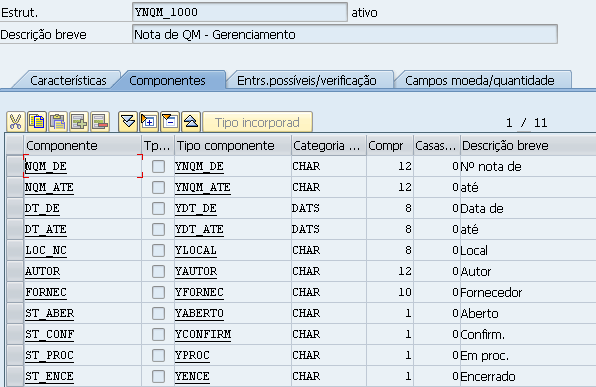 Estrut. YNQM_1000 ativo
Descrição breve Nota de QM - Gerenciamento
Características Componentes Entrs.possíveis/verificação Campos moeda/quantidade
Tipo incorporad 1 / 11
Componente Tp... Tipo componente Categoria ... Compr Casas... Descrição breve
NQM_DE YNQM_DE CHAR 12 0 Nº nota de
NQM_ATE YNQM_ATE CHAR 12 0 até
DT_DE YDT_DE DATS 8 0 Data de
DT_ATE YDT_ATE DATS 8 0 até
LOC_NC YLOCAL CHAR 8 0 Local
AUTOR YAUTOR CHAR 12 0 Autor
FORNEC YFORNEC CHAR 10 0 Fornecedor
ST_ABER YABERTO CHAR 1 0 Aberto
ST_CONF YCONFIRM CHAR 1 0 Confirm.
ST_PROC YPROC CHAR 1 0 Em proc.
ST_ENCE YENCE CHAR 1 0 Encerrado